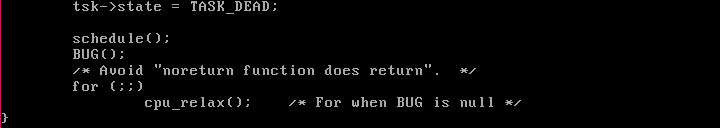 tsk->state = TASK_DEAD;
schedule();
BUG();
/* Avoid "noreturn function does return".  */
for (;;)
cpu_relax();    /* For when BUG is null */
}